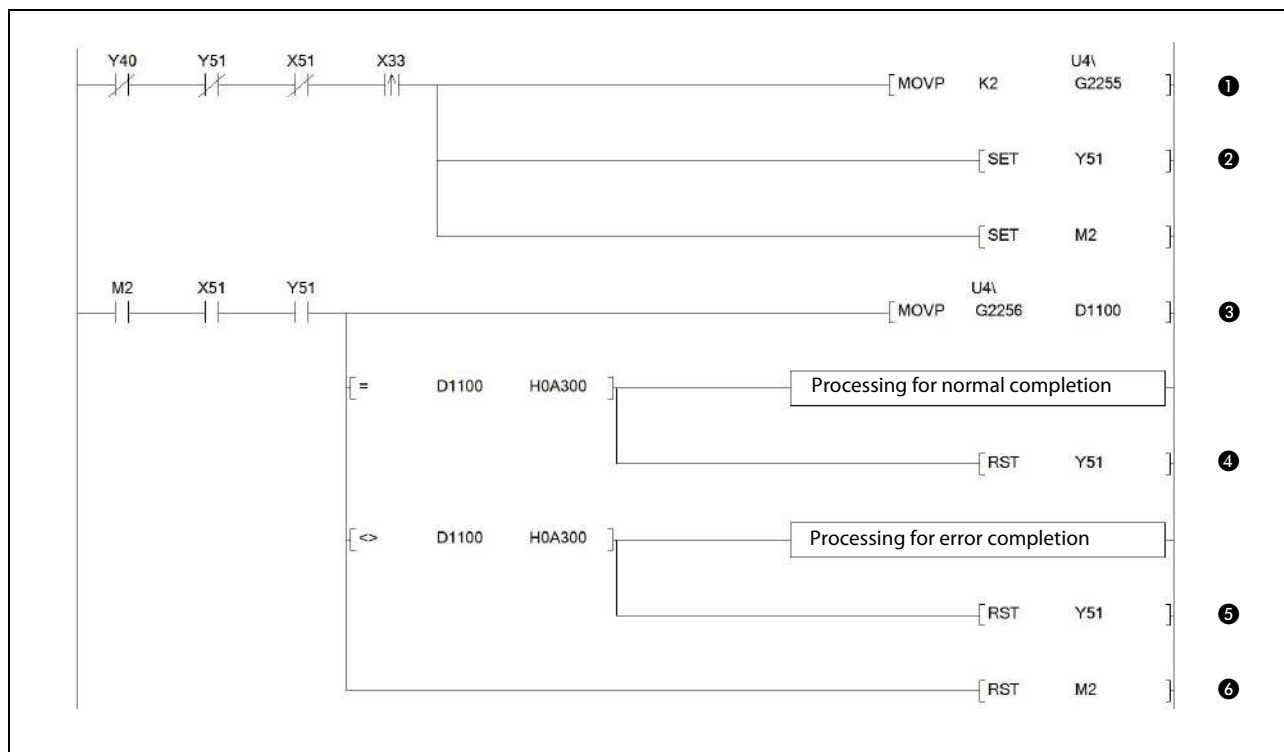 Y40 Y51 X51 X33 U4\
MOVP K2 G2255 ❶
SET Y51 ❷
SET M2
M2 X51 Y51 U4\
MOVP G2256 D1100 ❸
= D1100 H0A300 Processing for normal completion
RST Y51 ❹
<> D1100 H0A300 Processing for error completion
RST Y51 ❺
RST M2 ❻